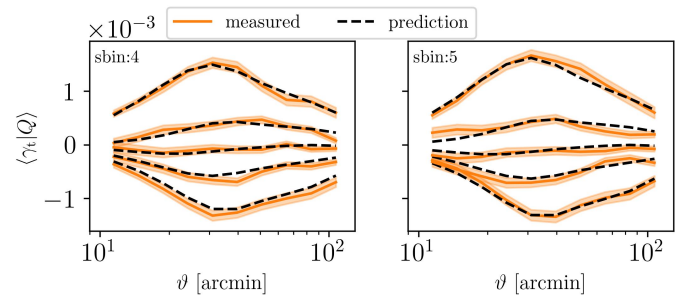 ×10⁻³
measured
prediction
sbin:4
sbin:5
⟨γₜ|Q⟩
1
0
−1
10¹
10²
10¹
10²
ϑ [arcmin]
ϑ [arcmin]